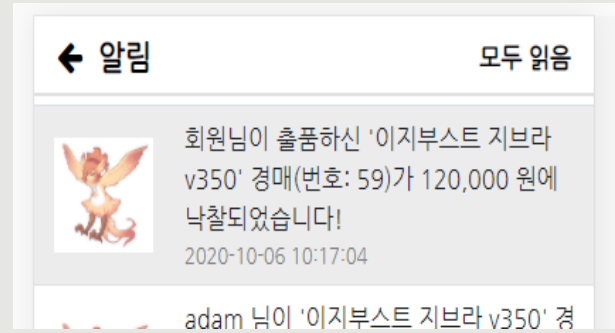 알림
모두 읽음
회원님이 출품하신 '이지부스트 지브라
v350' 경매(번호: 59)가 120,000 원에
낙찰되었습니다!
2020-10-06 10:17:04
adam 님이 '이지부스트 지브라 v350' 경